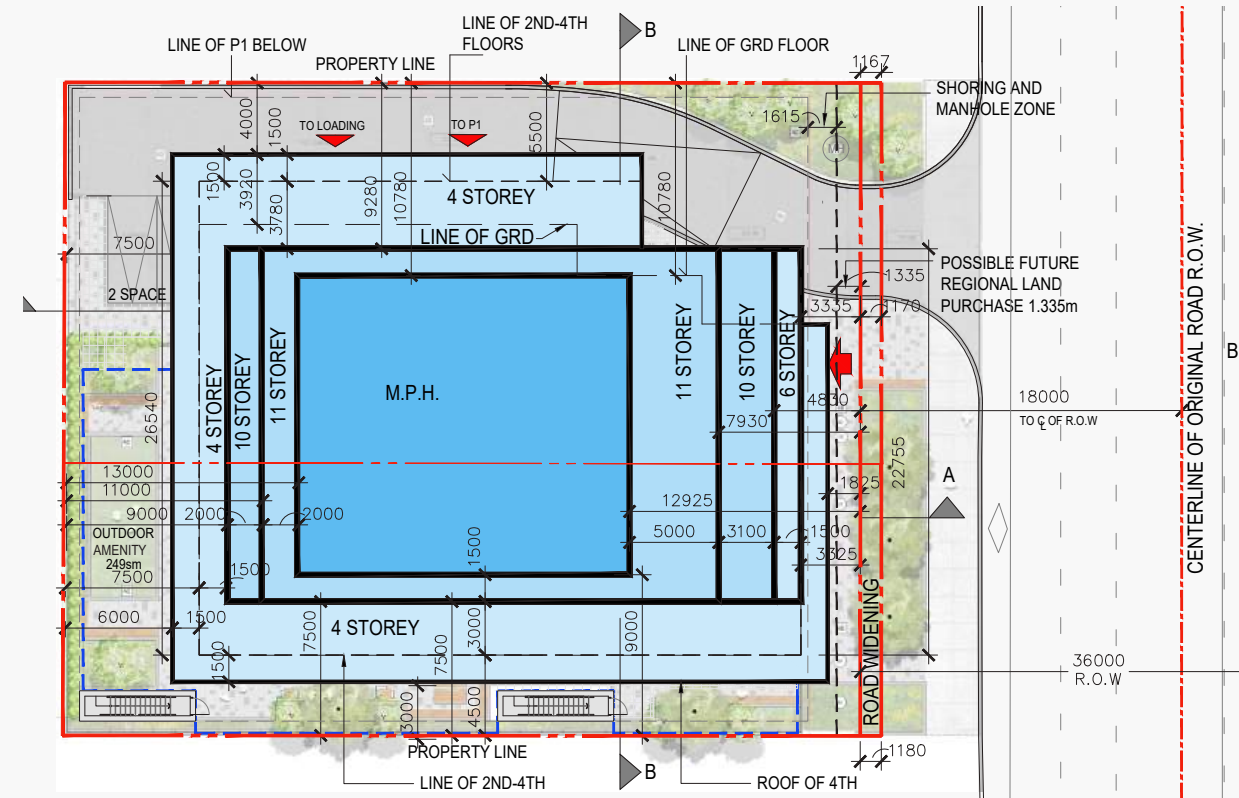 LINE OF 2ND-4TH
FLOORS
B
LINE OF P1 BELOW
LINE OF GRD FLOOR
PROPERTY LINE
1167
SHORING AND
MANHOLE ZONE
1615
4000
1500
TO LOADING
TO P1
5500
1500
3920
3780
9280
10780
4 STOREY
10780
LINE OF GRD
7500
POSSIBLE FUTURE
REGIONAL LAND
PURCHASE 1.335m
1335
2 SPACE
3335
1170
CENTERLINE OF ORIGINAL ROAD R.O.W.
B
4 STOREY
10 STOREY
11 STOREY
M.P.H.
11 STOREY
10 STOREY
6 STOREY
4830
18000
TO ℄ OF R.O.W
7930
26540
22755
13000
11000
9000
2000
2000
A
1825
12925
OUTDOOR
AMENITY
249sm
5000
3100
1500
3325
1500
7500
1500
6000
1500
4 STOREY
7500
7500
3000
9000
1500
ROAD WIDENING
36000
R.O.W
3000
4500
PROPERTY LINE
1180
LINE OF 2ND-4TH
B
ROOF OF 4TH